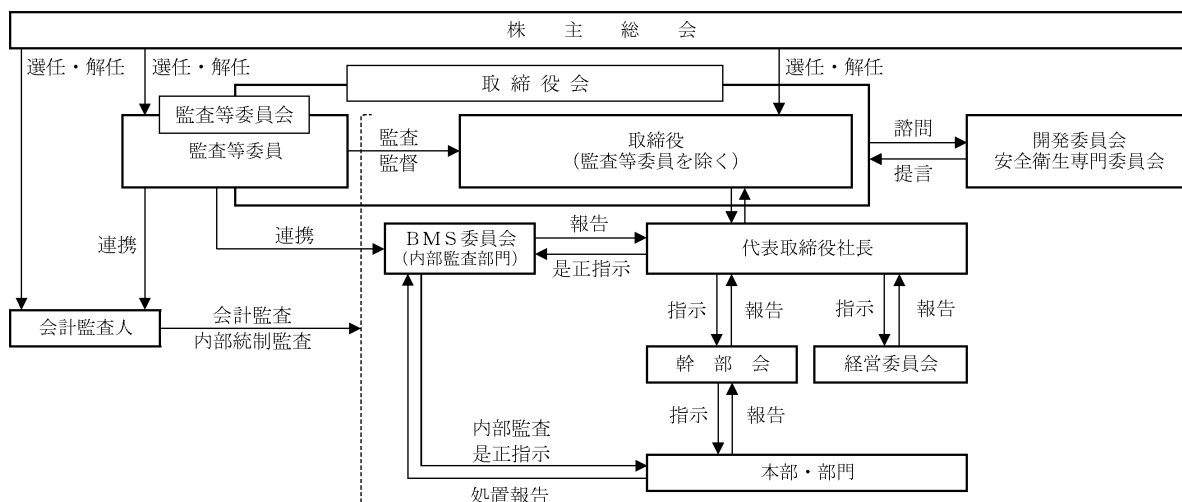 株主総会
選任・解任
選任・解任
選任・解任
取締役会
監査等委員会
監査等委員
監査
監督
取締役
（監査等委員を除く）
諮問
提言
開発委員会
安全衛生専門委員会
連携
連携
BMS委員会
（内部監査部門）
報告
是正指示
代表取締役社長
会計監査人
会計監査
内部統制監査
指示
報告
指示
報告
幹部会
経営委員会
指示
報告
内部監査
是正指示
処置報告
本部・部門